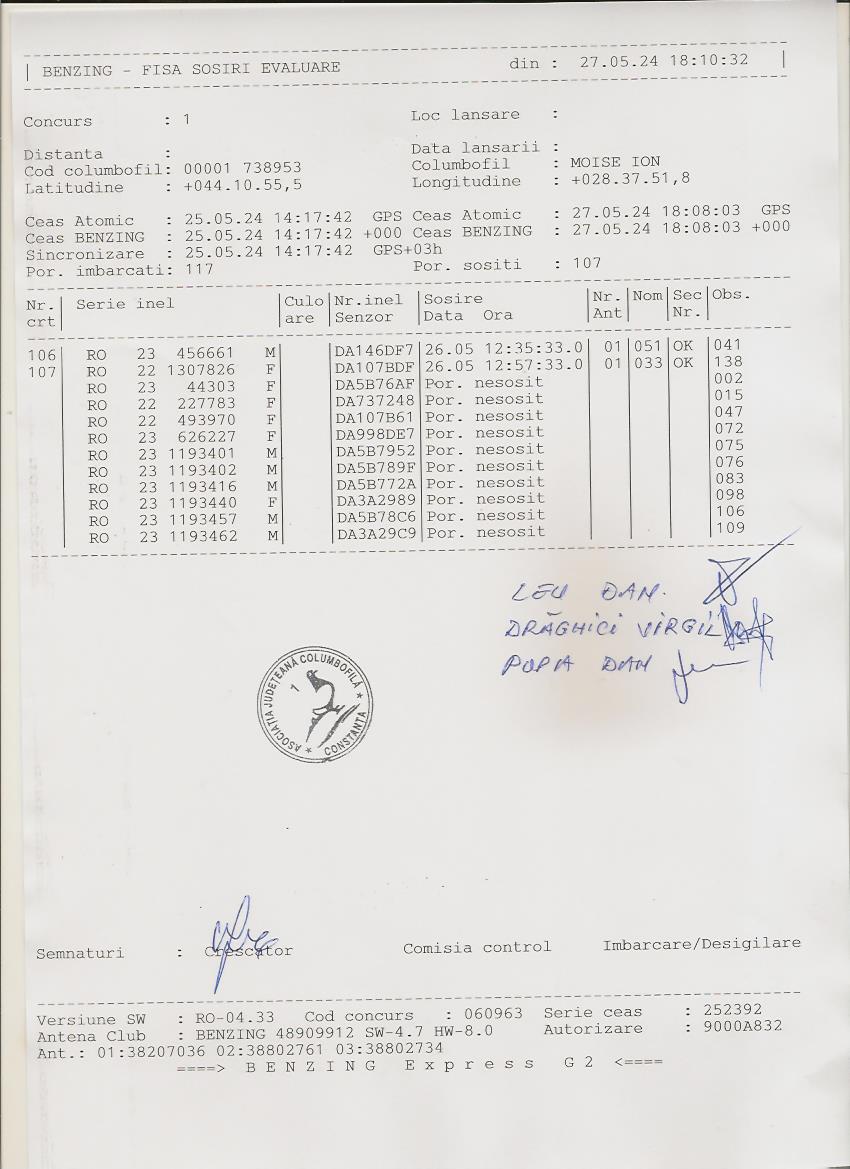 BENZING - FISA SOSIRI EVALUARE din : 27.05.24 18:10:32
Concurs : 1 Loc lansare :
Distanta : Data lansarii :
Cod columbofil: 00001 738953 Columbofil : MOISE ION
Latitudine : +044.10.55,5 Longitudine : +028.37.51,8
Ceas Atomic : 25.05.24 14:17:42 GPS Ceas Atomic : 27.05.24 18:08:03 GPS
Ceas BENZING : 25.05.24 14:17:42 +000 Ceas BENZING : 27.05.24 18:08:03 +000
Sincronizare : 25.05.24 14:17:42 GPS+03h
Por. imbarcati: 117 Por. sositi : 107
Nr. Serie inel Culo Nr.inel Sosire Nr. Nom Sec Obs.
crt are Senzor Data Ora Ant Nr.
106 RO 23 456661 M DA146DF7 26.05 12:35:33.0 01 051 OK 041
107 RO 22 1307826 F DA107BDF 26.05 12:57:33.0 01 033 OK 138
RO 23 44303 F DA5B76AF Por. nesosit 002
RO 22 227783 F DA737248 Por. nesosit 015
RO 22 493970 F DA107B61 Por. nesosit 047
RO 23 626227 F DA998DE7 Por. nesosit 072
RO 23 1193401 M DA5B7952 Por. nesosit 075
RO 23 1193402 M DA5B789F Por. nesosit 076
RO 23 1193416 M DA5B772A Por. nesosit 083
RO 23 1193440 F DA3A2989 Por. nesosit 098
RO 23 1193457 M DA5B78C6 Por. nesosit 106
RO 23 1193462 M DA3A29C9 Por. nesosit 109
LEU DAN.
DRĂGHICI VIRGIL
POPIA DAN
ASOCIAŢIA JUDEŢEANĂ COLUMBOFILĂ * CONSTANTA *
1
Semnaturi : Crescator Comisia control Imbarcare/Desigilare
Versiune SW : RO-04.33 Cod concurs : 060963 Serie ceas : 252392
Antena Club : BENZING 48909912 SW-4.7 HW-8.0 Autorizare : 9000A832
Ant.: 01:38207036 02:38802761 03:38802734
====> B E N Z I N G E x p r e s s G 2 <====